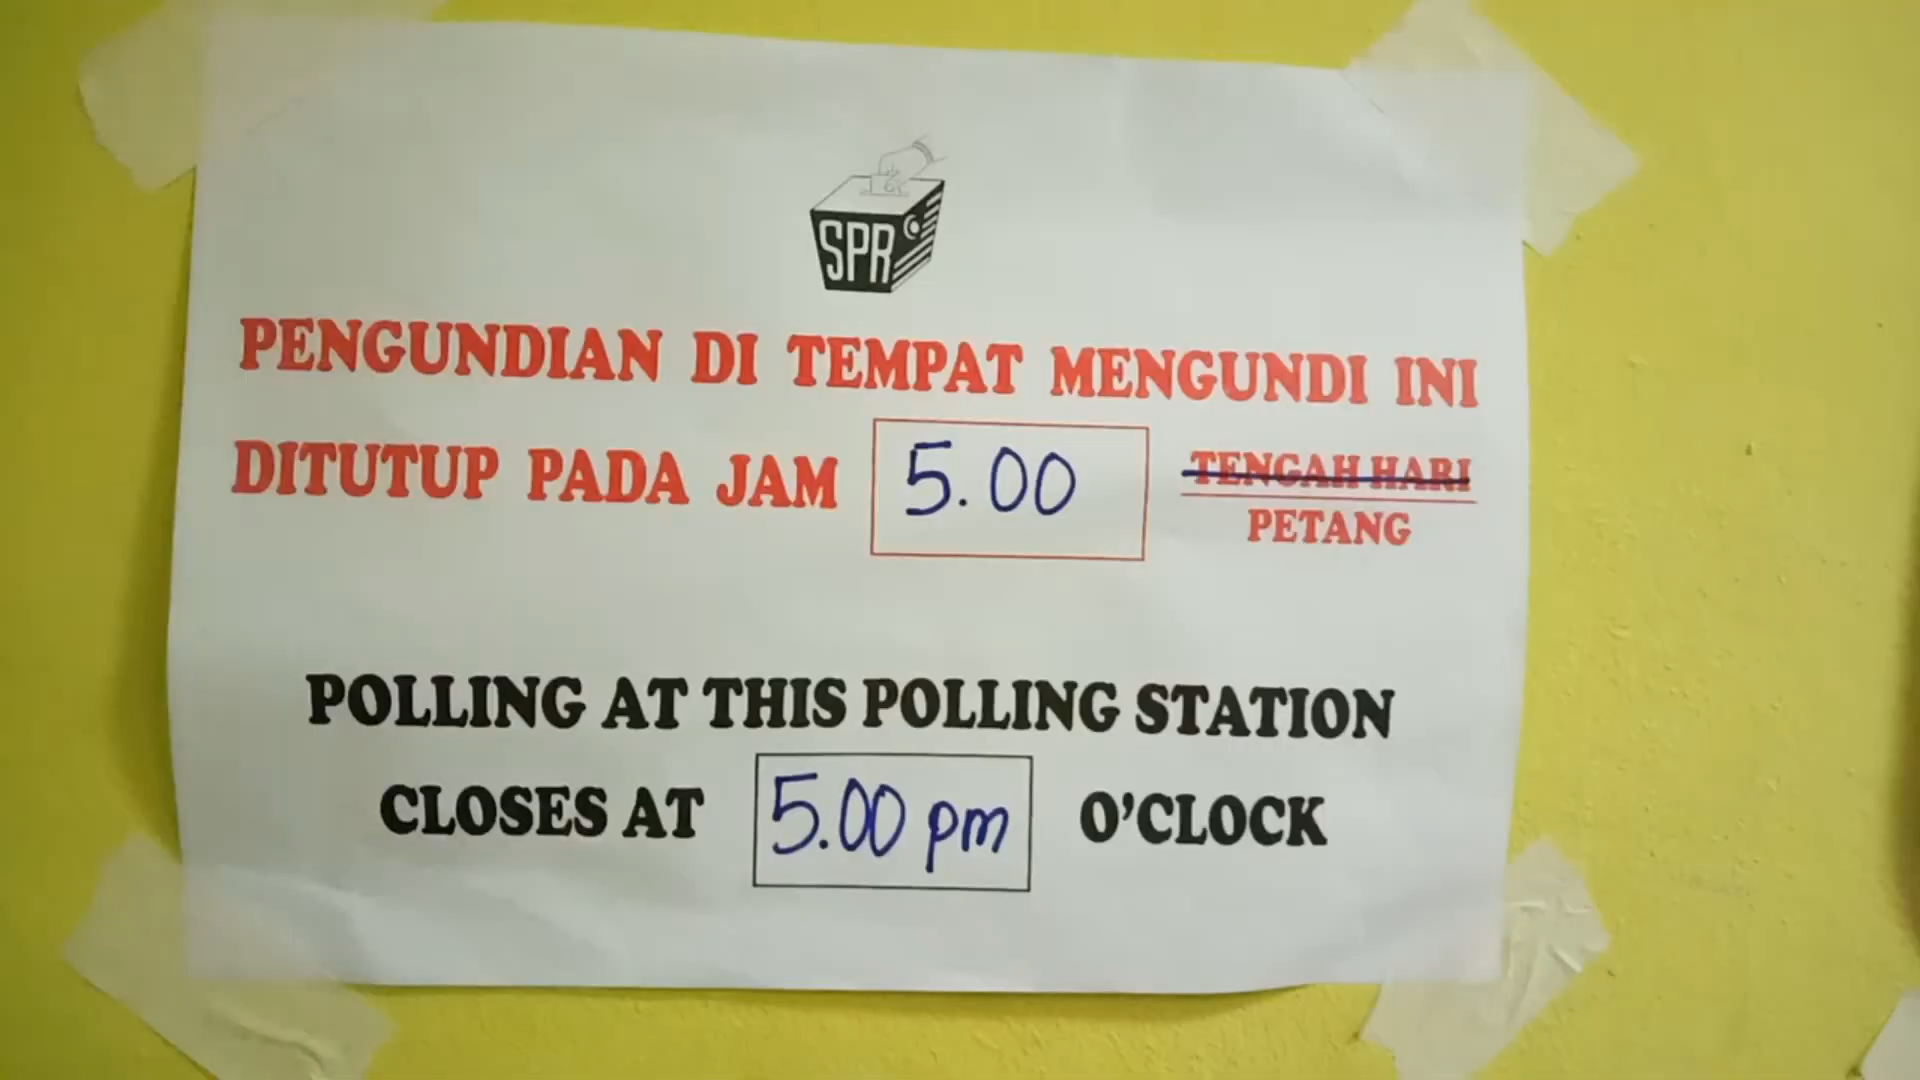 SPR
PENGUNDIAN DI TEMPAT MENGUNDI INI
DITUTUP PADA JAM 5.00 TENGAH HARI
PETANG
POLLING AT THIS POLLING STATION
CLOSES AT 5.00 pm O'CLOCK